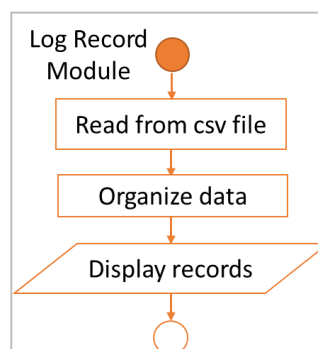 Log Record
Module
Read from csv file
Organize data
Display records